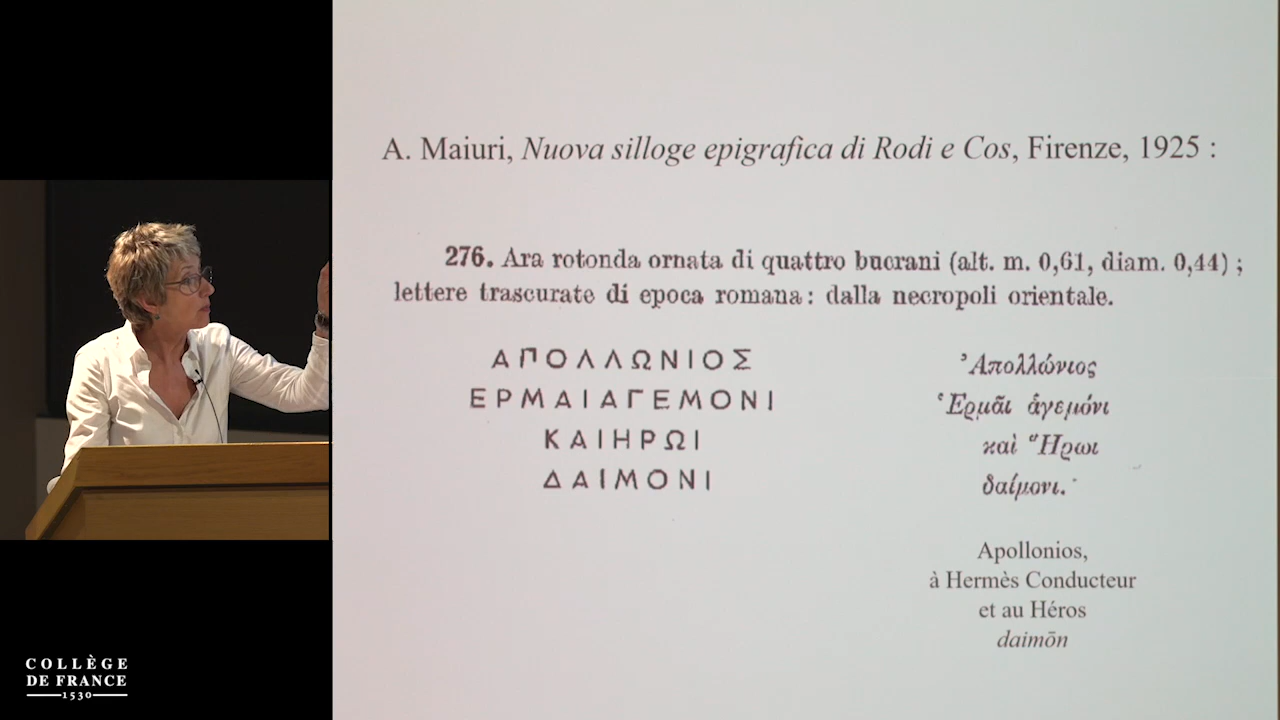 A. Maiuri, Nuova silloge epigrafica di Rodi e Cos, Firenze, 1925 :
276. Ara rotonda ornata di quattro bucrani (alt. m. 0,61, diam. 0,44) ;
lettere trascurate di epoca romana : dalla necropoli orientale.
ΑΠΟΛΛΩΝΙΟΣ
ΕΡΜΑΙΑΓΕΜΟΝΙ
ΚΑΙΗΡΩΙ
ΔΑΙΜΟΝΙ
Ἀπολλώνιος
Ἑρμᾶι ἁγεμόνι
καὶ Ἥρωι
δαίμονι.
Apollonios,
à Hermès Conducteur
et au Héros
daimōn
COLLÈGE
DE FRANCE
1530